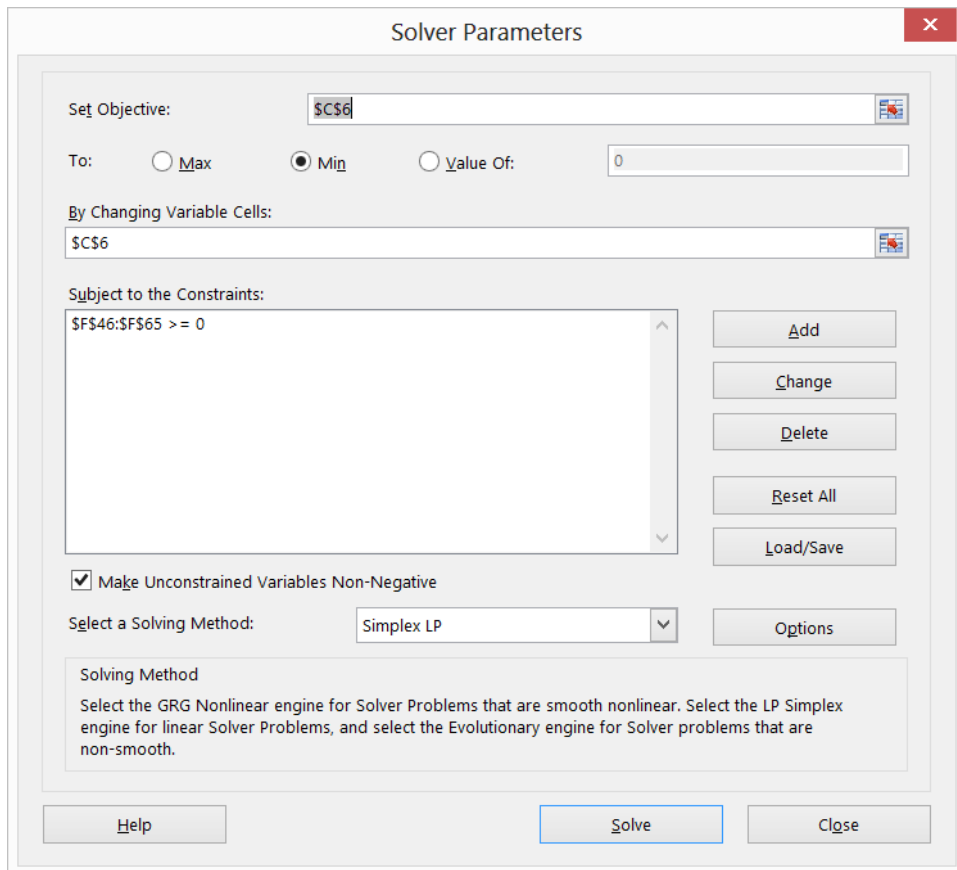 Solver Parameters
Set Objective: $C$6
To: Max Min Value Of: 0
By Changing Variable Cells:
$C$6
Subject to the Constraints:
$F$46:$F$65 >= 0
Add
Change
Delete
Reset All
Load/Save
Make Unconstrained Variables Non-Negative
Select a Solving Method: Simplex LP Options
Solving Method
Select the GRG Nonlinear engine for Solver Problems that are smooth nonlinear. Select the LP Simplex
engine for linear Solver Problems, and select the Evolutionary engine for Solver problems that are
non-smooth.
Help Solve Close